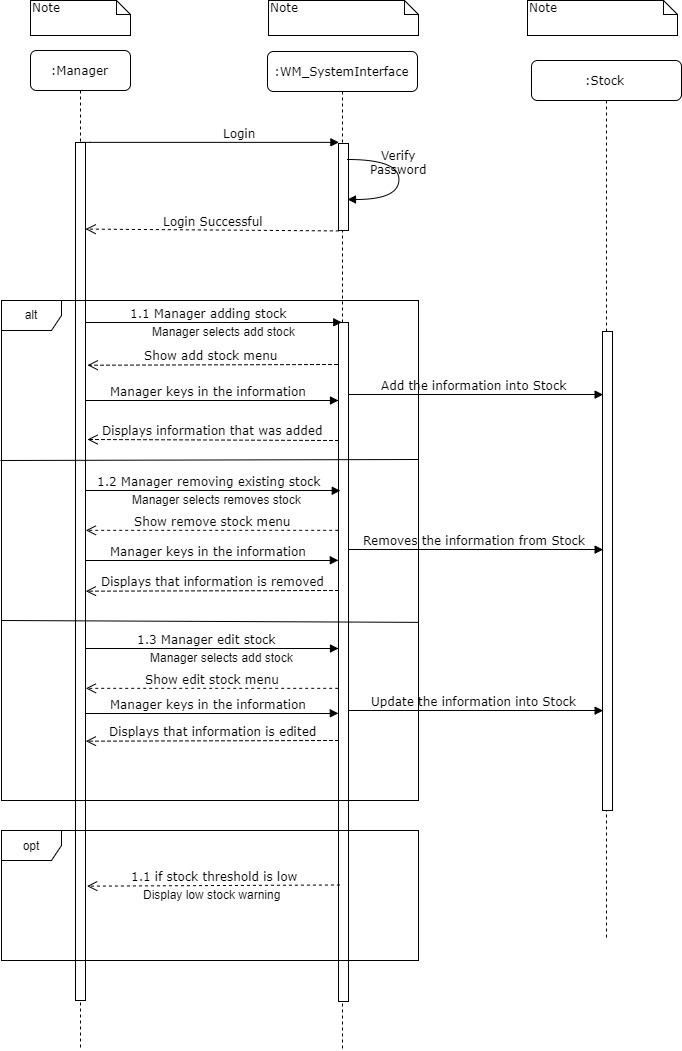 Note
Note
Note
:Manager
:WM_SystemInterface
:Stock
Login
Verify
Password
Login Successful
alt
1.1 Manager adding stock
Manager selects add stock
Show add stock menu
Manager keys in the information
Add the information into Stock
Displays information that was added
1.2 Manager removing existing stock
Manager selects removes stock
Show remove stock menu
Removes the information from Stock
Manager keys in the information
Displays that information is removed
1.3 Manager edit stock
Manager selects add stock
Show edit stock menu
Manager keys in the information
Update the information into Stock
Displays that information is edited
opt
1.1 if stock threshold is low
Display low stock warning